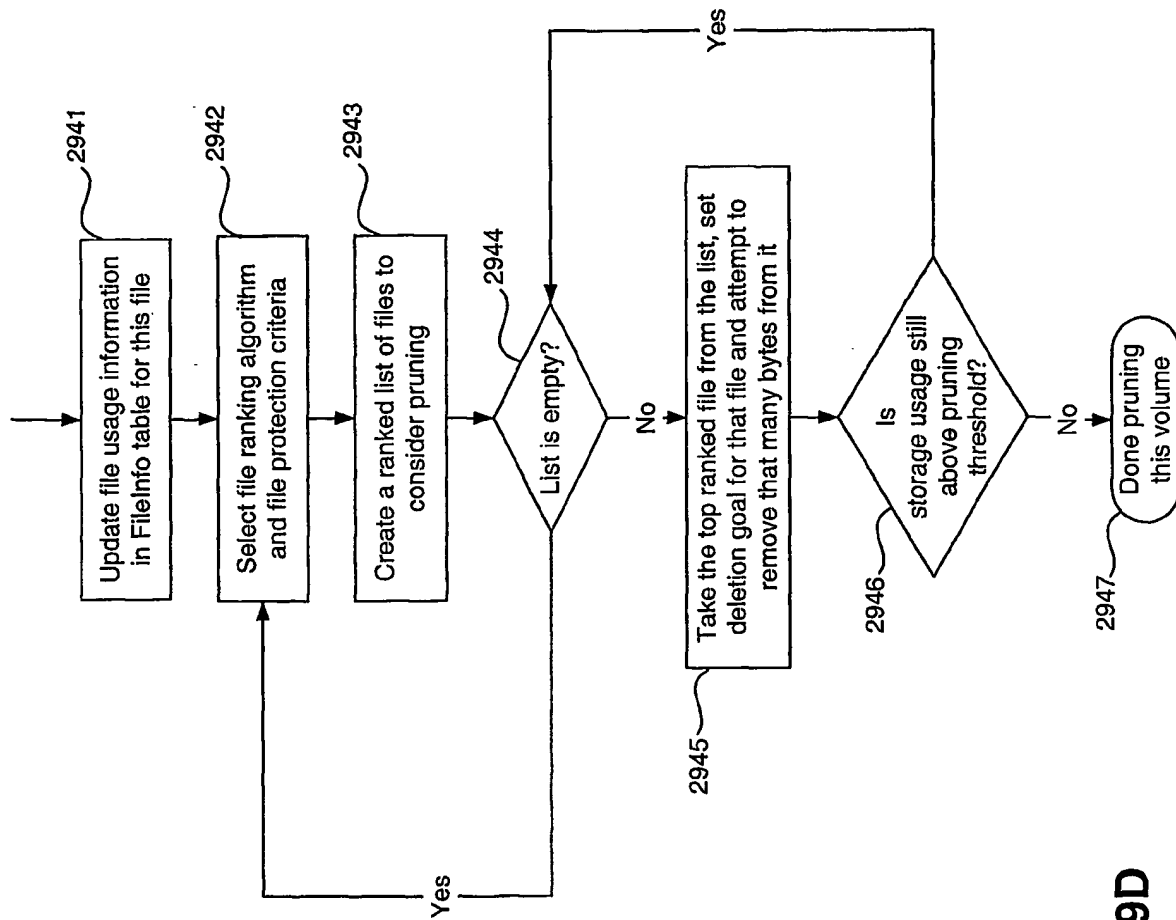 2941
Update file usage information
in FileInfo table for this file
2942
Select file ranking algorithm
and file protection criteria
2943
Create a ranked list of files to
consider pruning
2944
List is empty?
Yes
No
Yes
2945
Take the top ranked file from the list, set
deletion goal for that file and attempt to
remove that many bytes from it
2946
Is
storage usage still
above pruning
threshold?
No
2947
Done pruning
this volume
9D